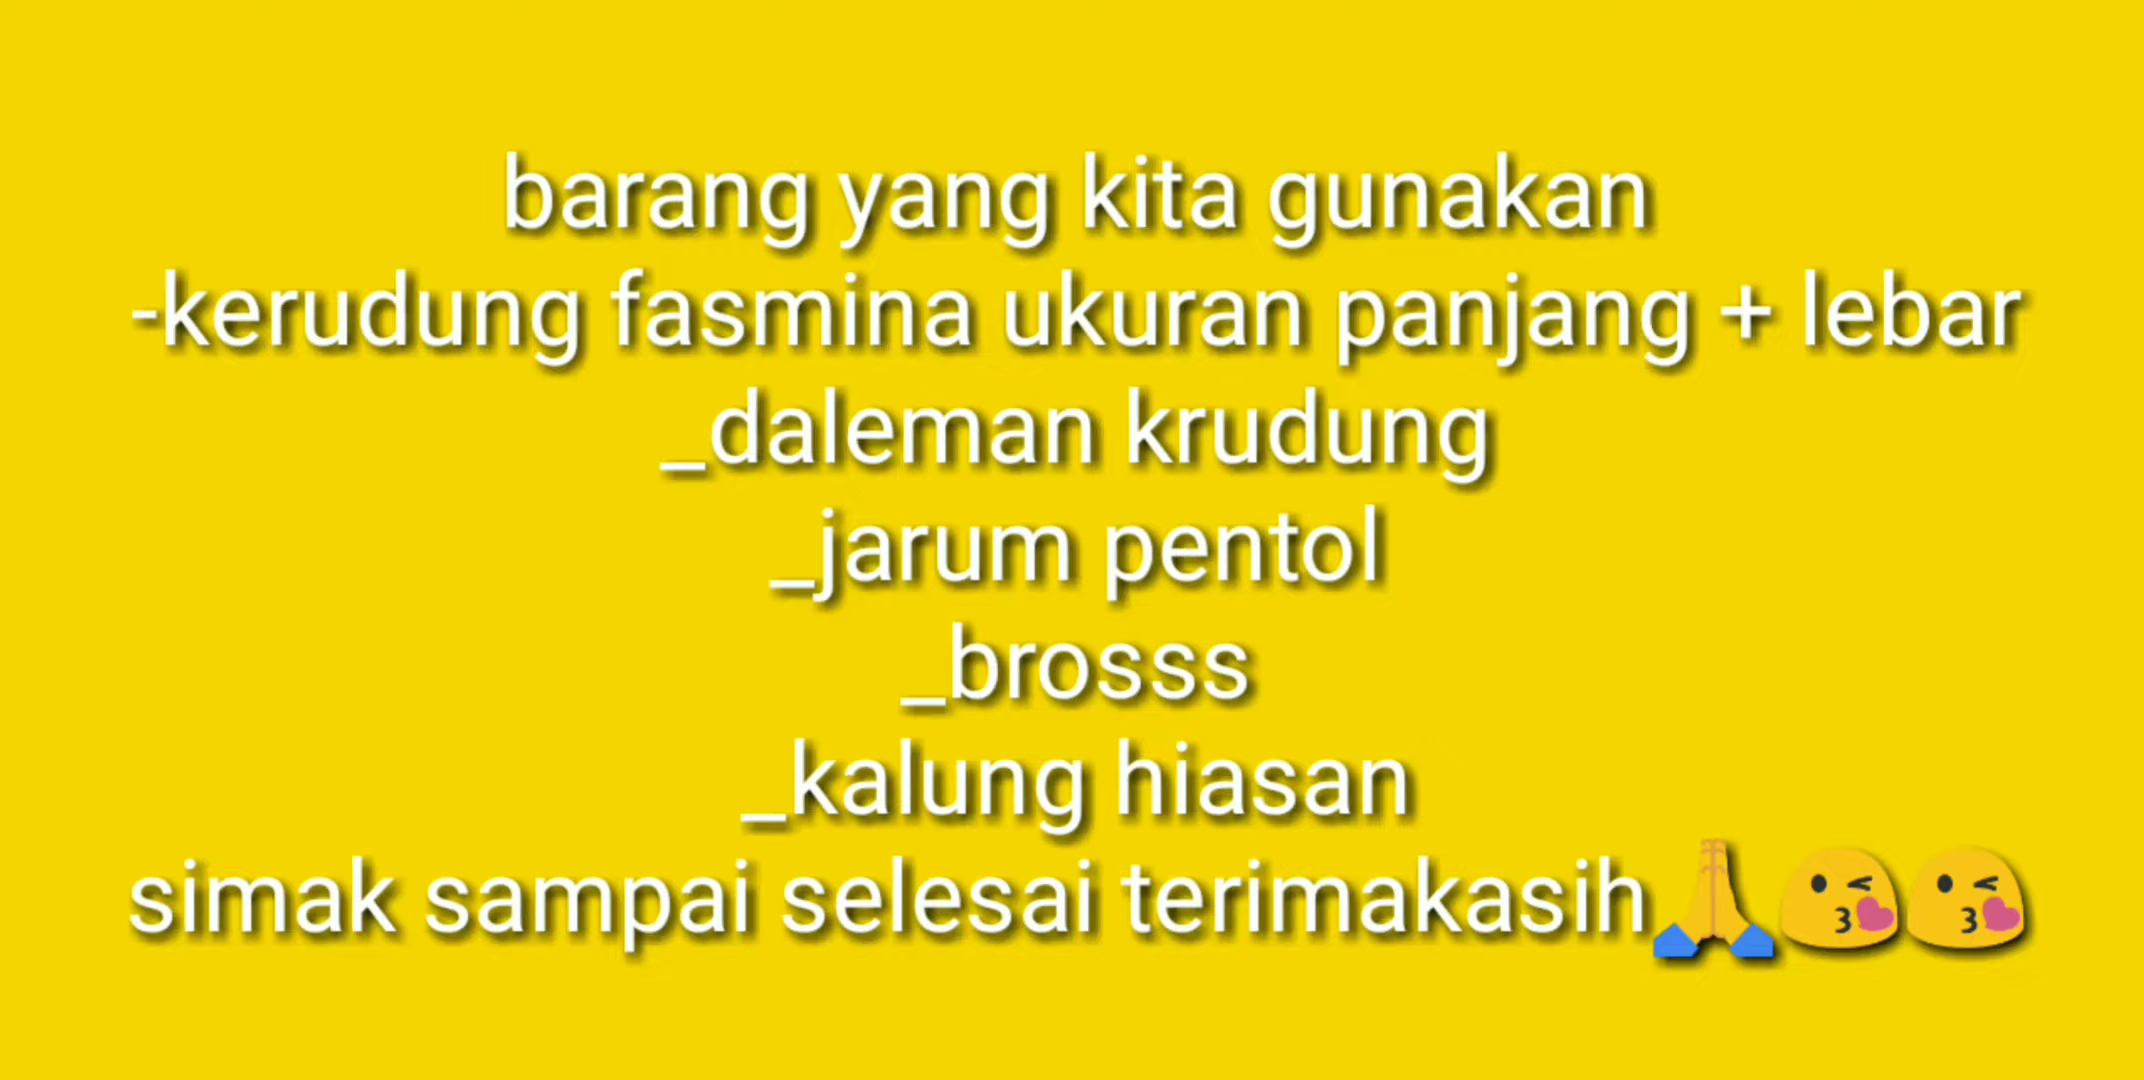 barang yang kita gunakan
-kerudung fasmina ukuran panjang + lebar
_daleman krudung
_jarum pentol
_brosss
_kalung hiasan
simak sampai selesai terimakasih🙏😘😘